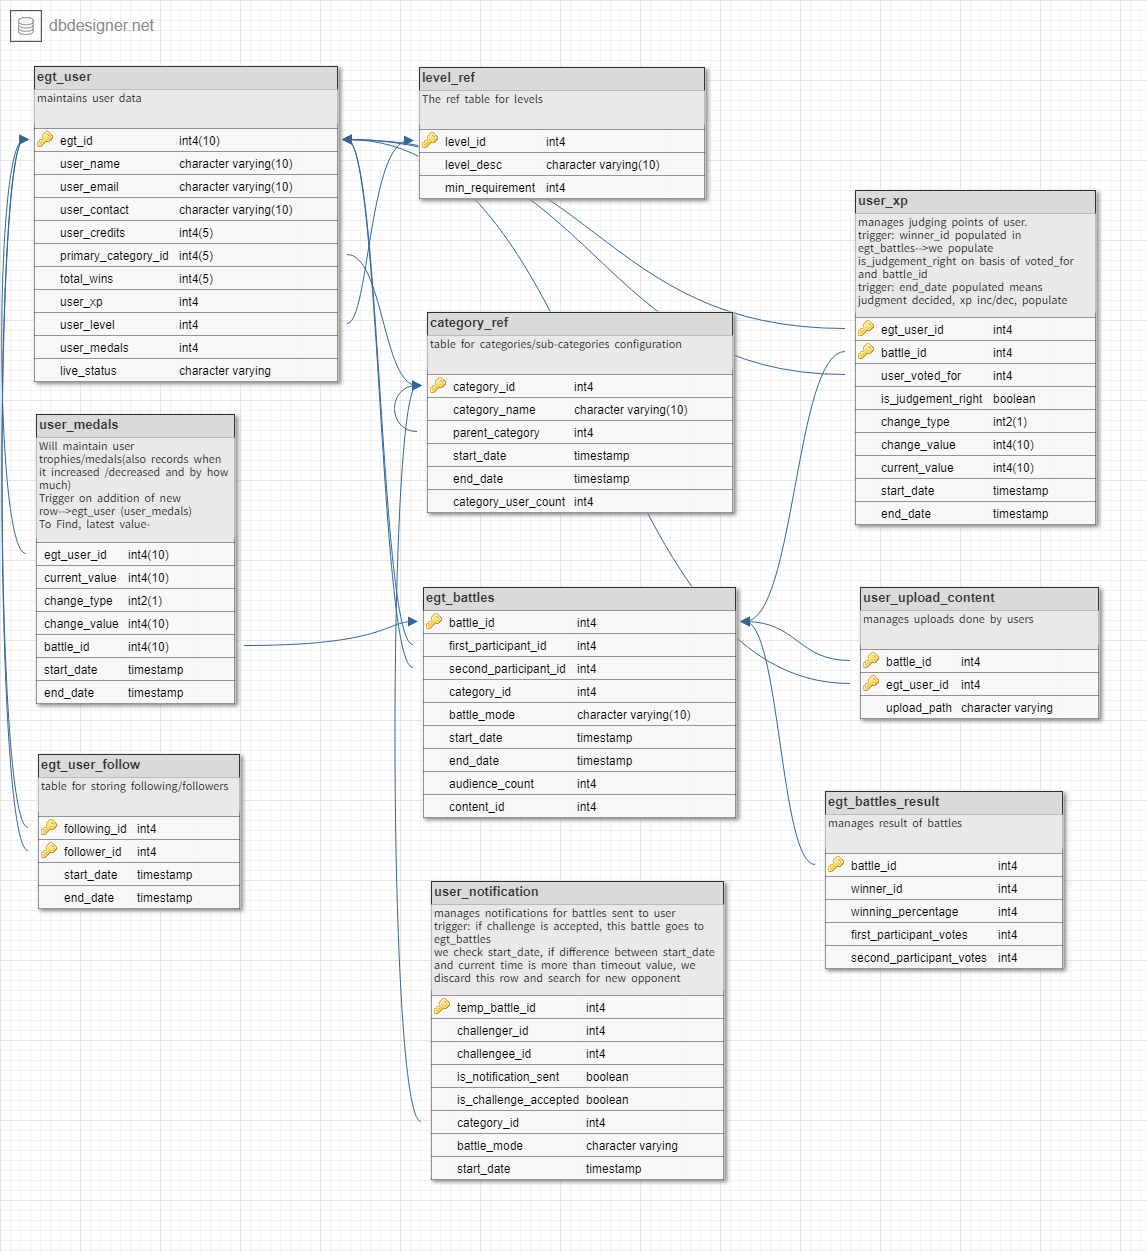 dbdesigner.net
egt_user
maintains user data
egt_id int4(10)
user_name character varying(10)
user_email character varying(10)
user_contact character varying(10)
user_credits int4(5)
primary_category_id int4(5)
total_wins int4(5)
user_xp int4
user_level int4
user_medals int4
live_status character varying
level_ref
The ref table for levels
level_id int4
level_desc character varying(10)
min_requirement int4
user_xp
manages judging points of user.
trigger: winner_id populated in
egt_battles-->we populate
is_judgement_right on basis of voted_for
and battle_id
trigger: end_date populated means
judgment decided, xp inc/dec, populate
egt_user_id int4
battle_id int4
user_voted_for int4
is_judgement_right boolean
change_type int2(1)
change_value int4(10)
current_value int4(10)
start_date timestamp
end_date timestamp
category_ref
table for categories/sub-categories configuration
category_id int4
category_name character varying(10)
parent_category int4
start_date timestamp
end_date timestamp
category_user_count int4
user_medals
Will maintain user
trophies/medals(also records when
it increased /decreased and by how
much)
Trigger on addition of new
row-->egt_user (user_medals)
To Find, latest value-
egt_user_id int4(10)
current_value int4(10)
change_type int2(1)
change_value int4(10)
battle_id int4(10)
start_date timestamp
end_date timestamp
egt_battles
battle_id int4
first_participant_id int4
second_participant_id int4
category_id int4
battle_mode character varying(10)
start_date timestamp
end_date timestamp
audience_count int4
content_id int4
user_upload_content
manages uploads done by users
battle_id int4
egt_user_id int4
upload_path character varying
egt_user_follow
table for storing following/followers
following_id int4
follower_id int4
start_date timestamp
end_date timestamp
egt_battles_result
manages result of battles
battle_id int4
winner_id int4
winning_percentage int4
first_participant_votes int4
second_participant_votes int4
user_notification
manages notifications for battles sent to user
trigger: if challenge is accepted, this battle goes to
egt_battles
we check start_date, if difference between start_date
and current time is more than timeout value, we
discard this row and search for new opponent
temp_battle_id int4
challenger_id int4
challengee_id int4
is_notification_sent boolean
is_challenge_accepted boolean
category_id int4
battle_mode character varying
start_date timestamp